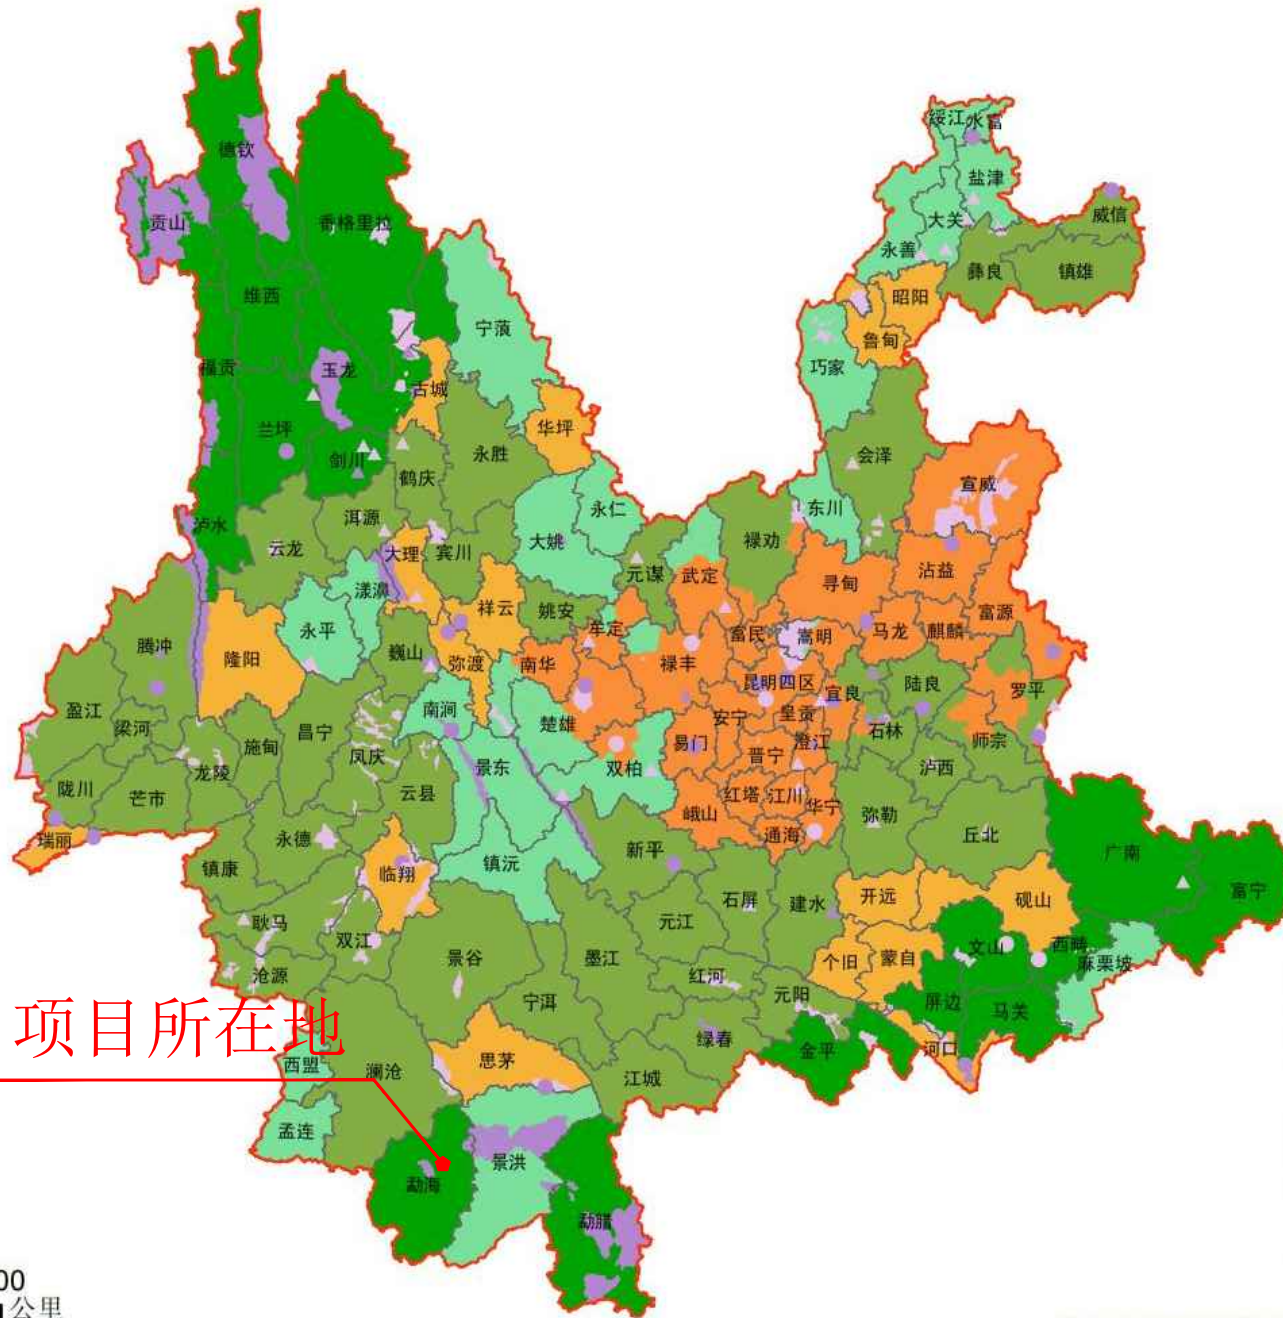 绥江
水富
盐津
威信
大关
永善
彝良
镇雄
昭阳
鲁甸
巧家
德钦
贡山
香格里拉
维西
宁蒗
福贡
玉龙
古城
兰坪
华坪
剑川
永胜
鹤庆
会泽
宣威
泸水
洱源
云龙
大理
宾川
大姚
永仁
东川
禄劝
元谋
武定
寻甸
沾益
漾濞
永平
祥云
姚安
牟定
富民
嵩明
马龙
麒麟
富源
腾冲
隆阳
巍山
弥渡
南华
禄丰
昆明四区
宜良
陆良
罗平
盈江
梁河
施甸
昌宁
南涧
楚雄
安宁
呈贡
澄江
石林
师宗
龙陵
凤庆
景东
双柏
易门
晋宁
泸西
陇川
芒市
云县
红塔
江川
华宁
峨山
通海
弥勒
丘北
瑞丽
永德
镇康
临翔
镇沅
新平
广南
富宁
石屏
建水
开远
砚山
耿马
双江
元江
沧源
景谷
墨江
红河
个旧
蒙自
文山
西畴
麻栗坡
宁洱
元阳
屏边
马关
项目所在地
西盟
澜沧
思茅
绿春
金平
河口
江城
孟连
景洪
勐海
勐腊
00
公里